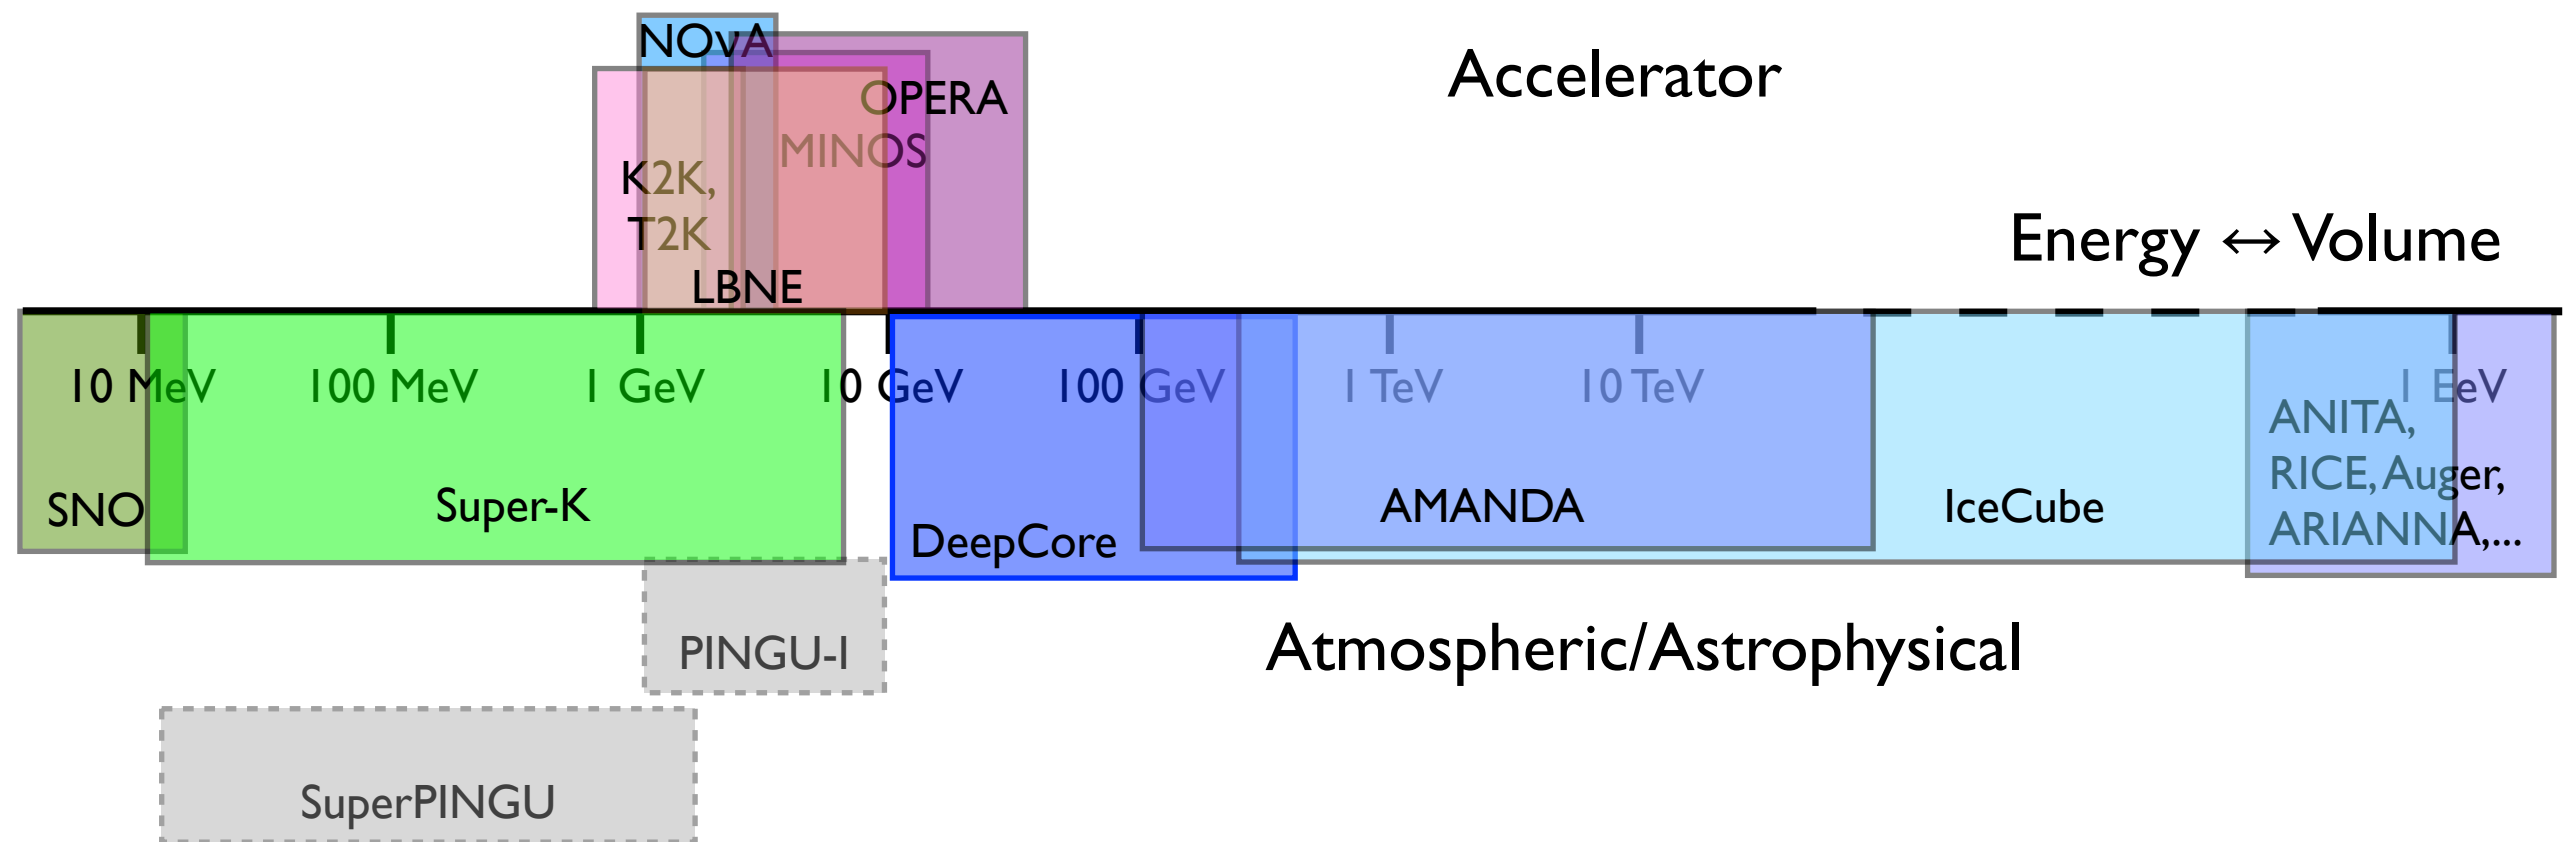 NOνA
Accelerator
OPERA
MINOS
K2K,
T2K
Energy ↔ Volume
LBNE
10 MeV 100 MeV 1 GeV 10 GeV 100 GeV 1 TeV 10 TeV 1 EeV
ANITA,
RICE, Auger,
ARIANNA,...
SNO Super-K DeepCore AMANDA IceCube
PINGU-I
Atmospheric/Astrophysical
SuperPINGU